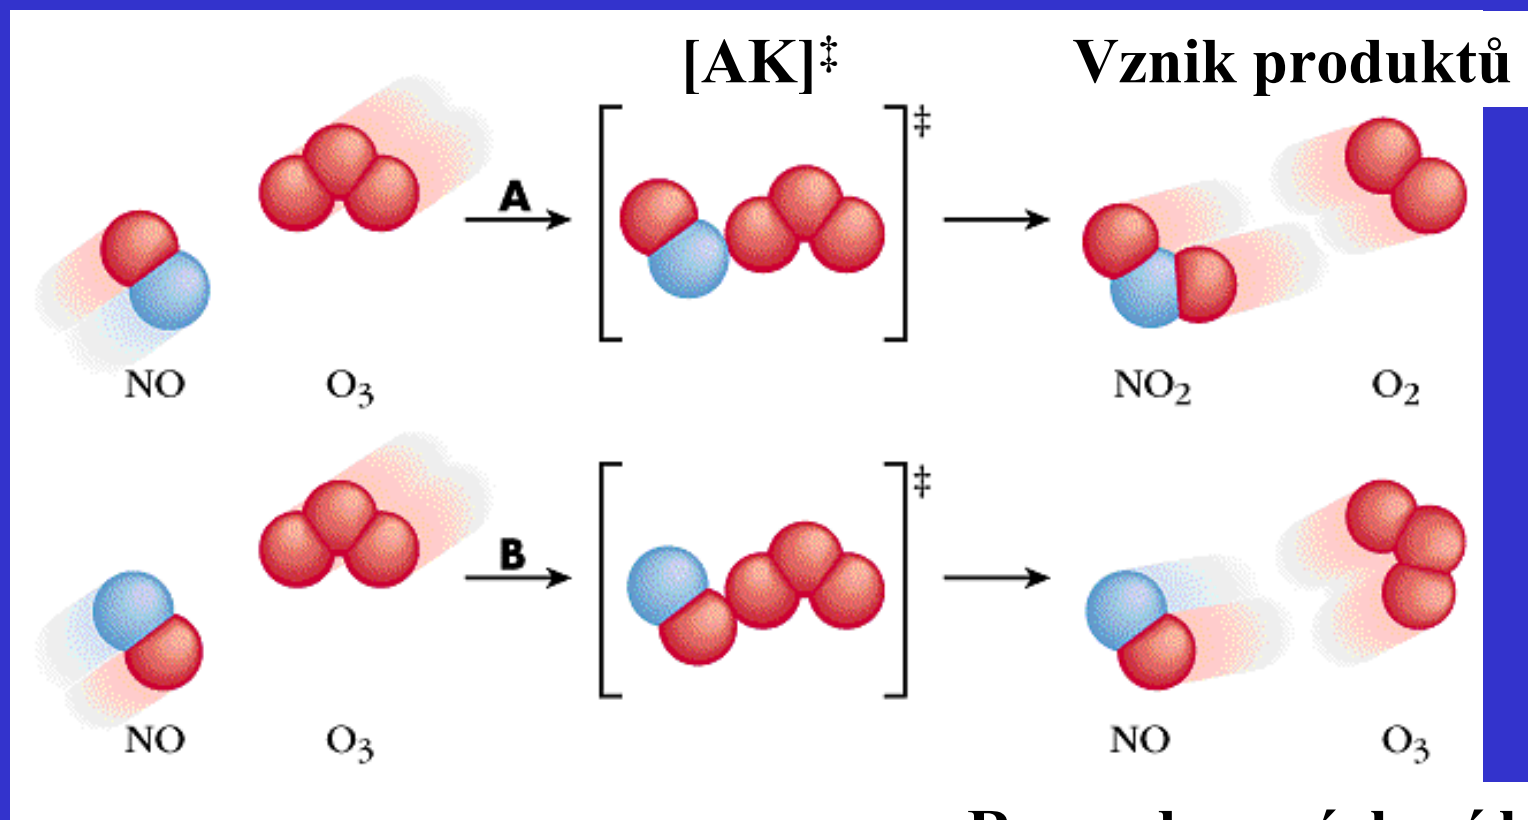 [AK]‡ Vznik produktů
A ‡
NO O3 NO2 O2
B ‡
NO O3 NO O3